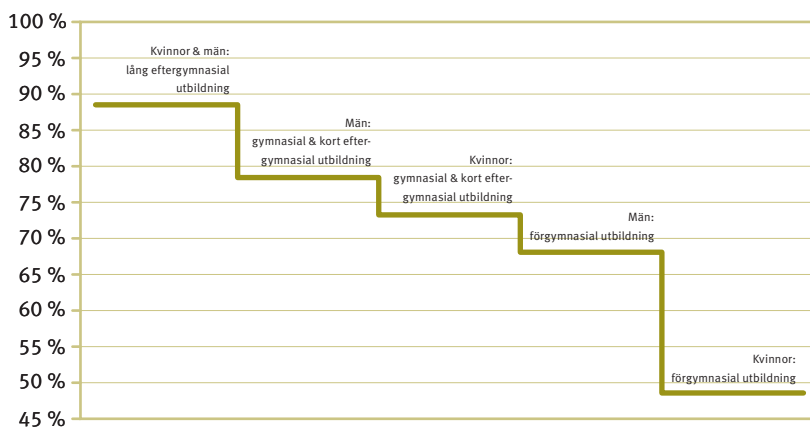 100 %
95 %
90 %
85 %
80 %
75 %
70 %
65 %
60 %
55 %
50 %
45 %
Kvinnor & män:
lång eftergymnasial
utbildning
Män:
gymnasial & kort efter-
gymnasial utbildning
Kvinnor:
gymnasial & kort efter-
gymnasial utbildning
Män:
förgymnasial utbildning
Kvinnor:
förgymnasial utbildning